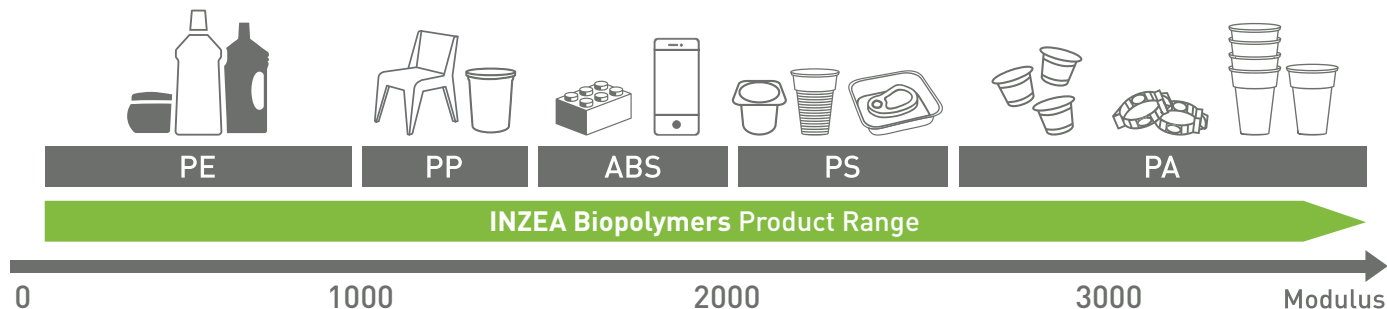 PE PP ABS PS PA
INZEA Biopolymers Product Range
0 1000 2000 3000 Modulus